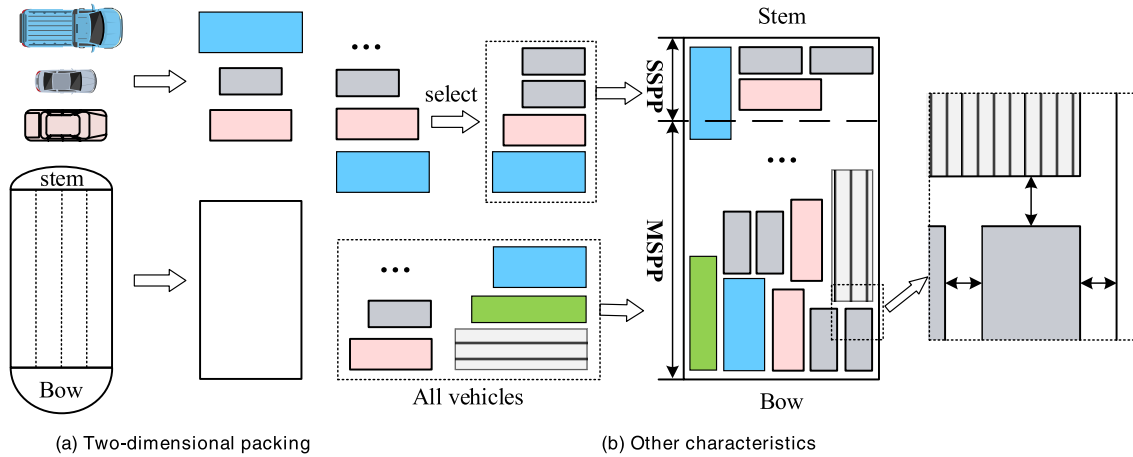 Stem
select
SSPP
stem
MSPP
Bow
All vehicles
Bow
(a) Two-dimensional packing
(b) Other characteristics